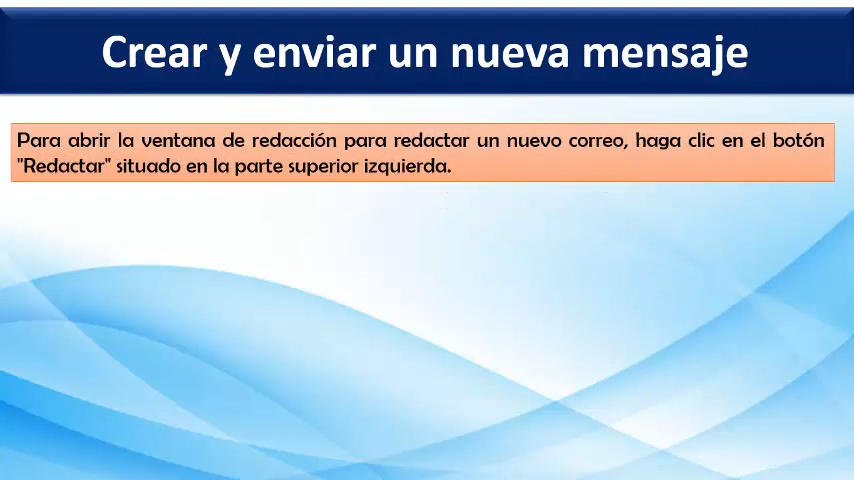 Crear y enviar un nueva mensaje
Para abrir la ventana de redacción para redactar un nuevo correo, haga clic en el botón
"Redactar" situado en la parte superior izquierda.